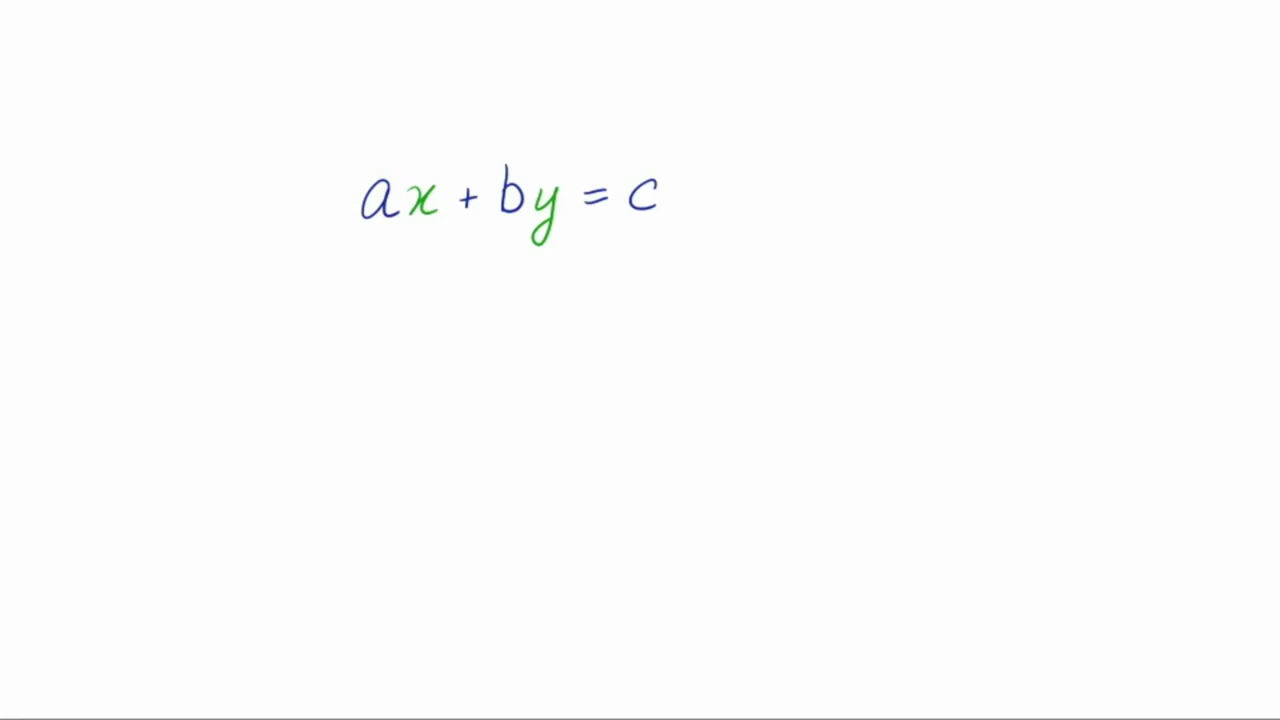 ax + by = c